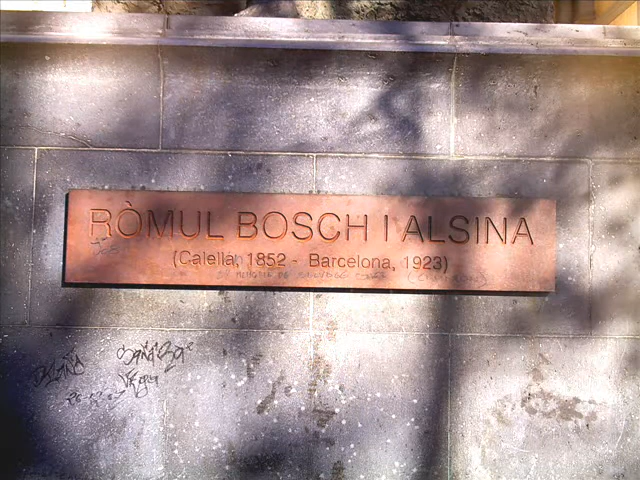 RÒMUL BOSCH I ALSINA
(Calella, 1852 - Barcelona, 1923)